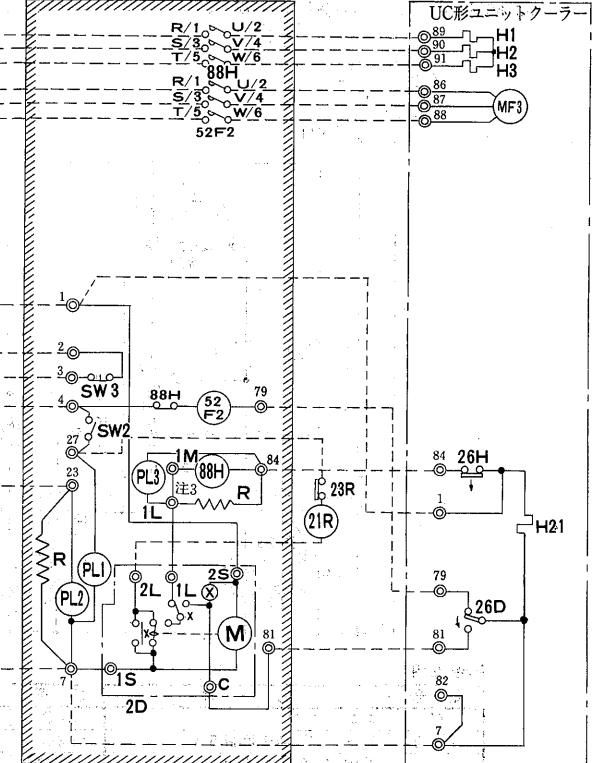 UC形ユニットクーラー
R/1 U/2 89 H1
S/3 V/4 90 H2
T/5 W/6 91 H3
88H
R/1 U/2 86
S/3 V/4 87 MF3
T/5 W/6 88
52F2
1
2
3 SW3
4 88H 52 F2 79
SW2
27
23
1M 84
PL3 88H
注3 R
1L
23R
21R
84 26H
1
H21
R PL1
PL2
2L 1L 2S
X
x
X M
79
26D
81 81
7 1S
C
2D
82
7